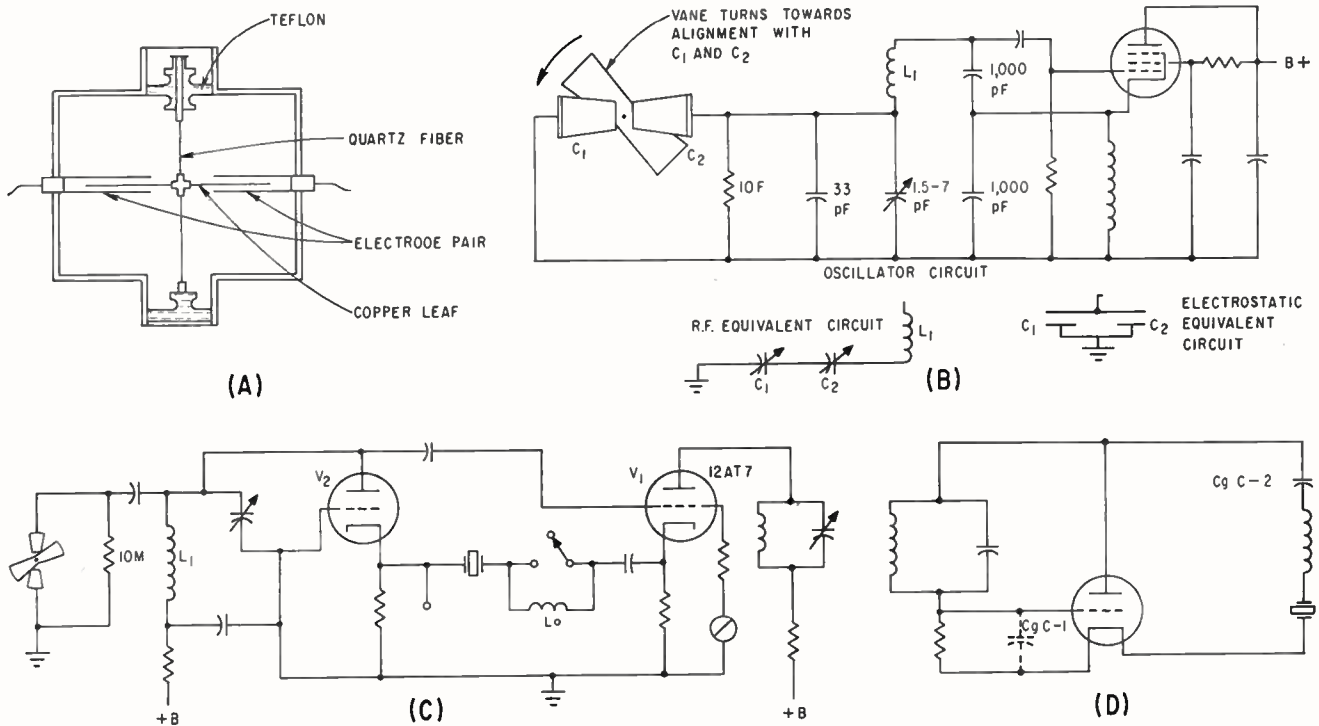 TEFLON
QUARTZ FIBER
ELECTRODE PAIR
COPPER LEAF
(A)
VANE TURNS TOWARDS
ALIGNMENT WITH
C1 AND C2
C1
C2
L1
1,000
pF
B+
10F
33
pF
1.5-7
pF
1,000
pF
OSCILLATOR CIRCUIT
R.F. EQUIVALENT CIRCUIT
L1
C1
C2
(B)
C1
C2
ELECTROSTATIC
EQUIVALENT
CIRCUIT
10M
L1
+B
V2
Lo
V1
12AT7
+B
(C)
Cg C-2
Cg C-1
(D)